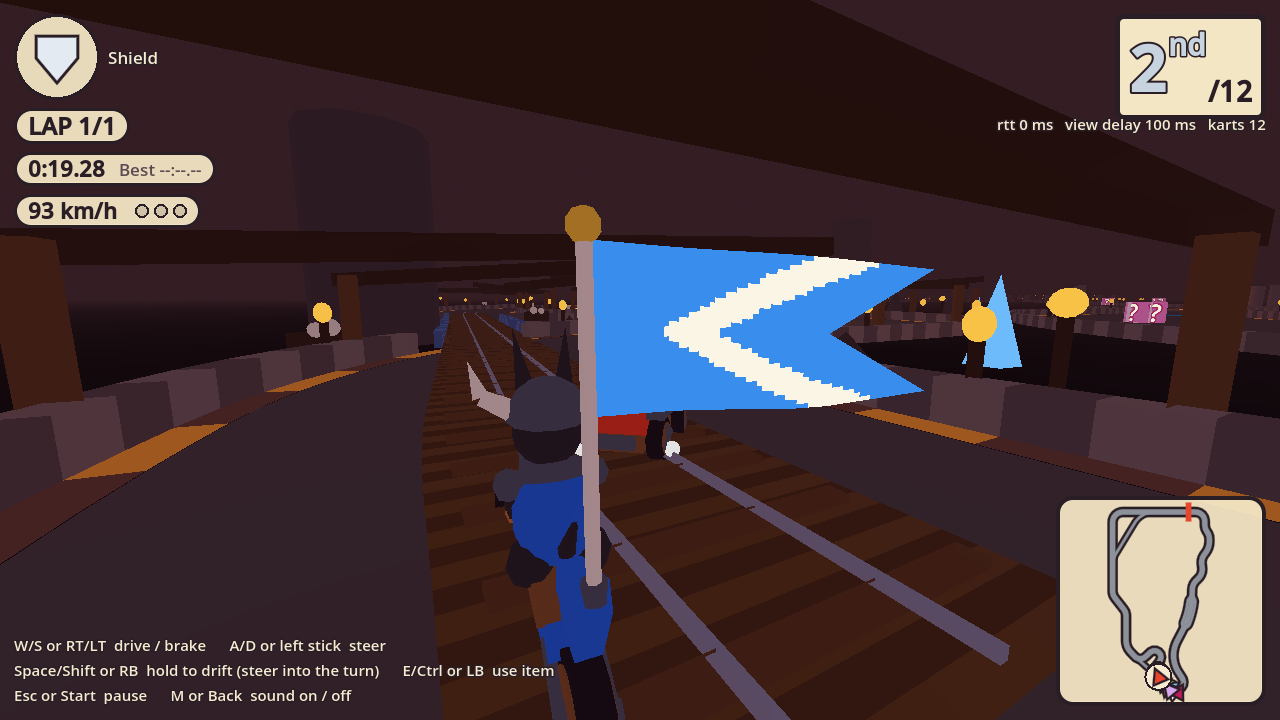 Shield
2nd
/12
rtt 0 ms view delay 100 ms karts 12
LAP 1/1
0:19.28 Best --:--.--
93 km/h
? ?
W/S or RT/LT drive / brake A/D or left stick steer
Space/Shift or RB hold to drift (steer into the turn) E/Ctrl or LB use item
Esc or Start pause M or Back sound on / off